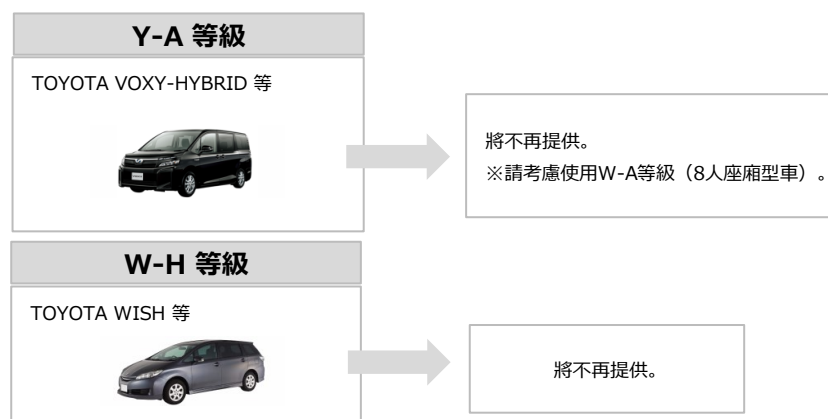 Y-A 等級
TOYOTA VOXY-HYBRID 等
將不再提供。
※請考慮使用W-A等級（8人座廂型車）。
W-H 等級
TOYOTA WISH 等
將不再提供。